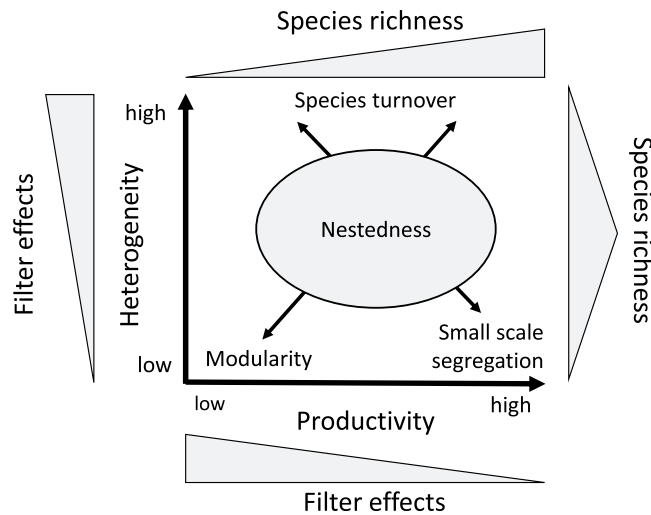 Species richness
high
Species turnover
Filter effects
Heterogeneity
Nestedness
Species richness
Small scale
segregation
Modularity
low
low
high
Productivity
Filter effects